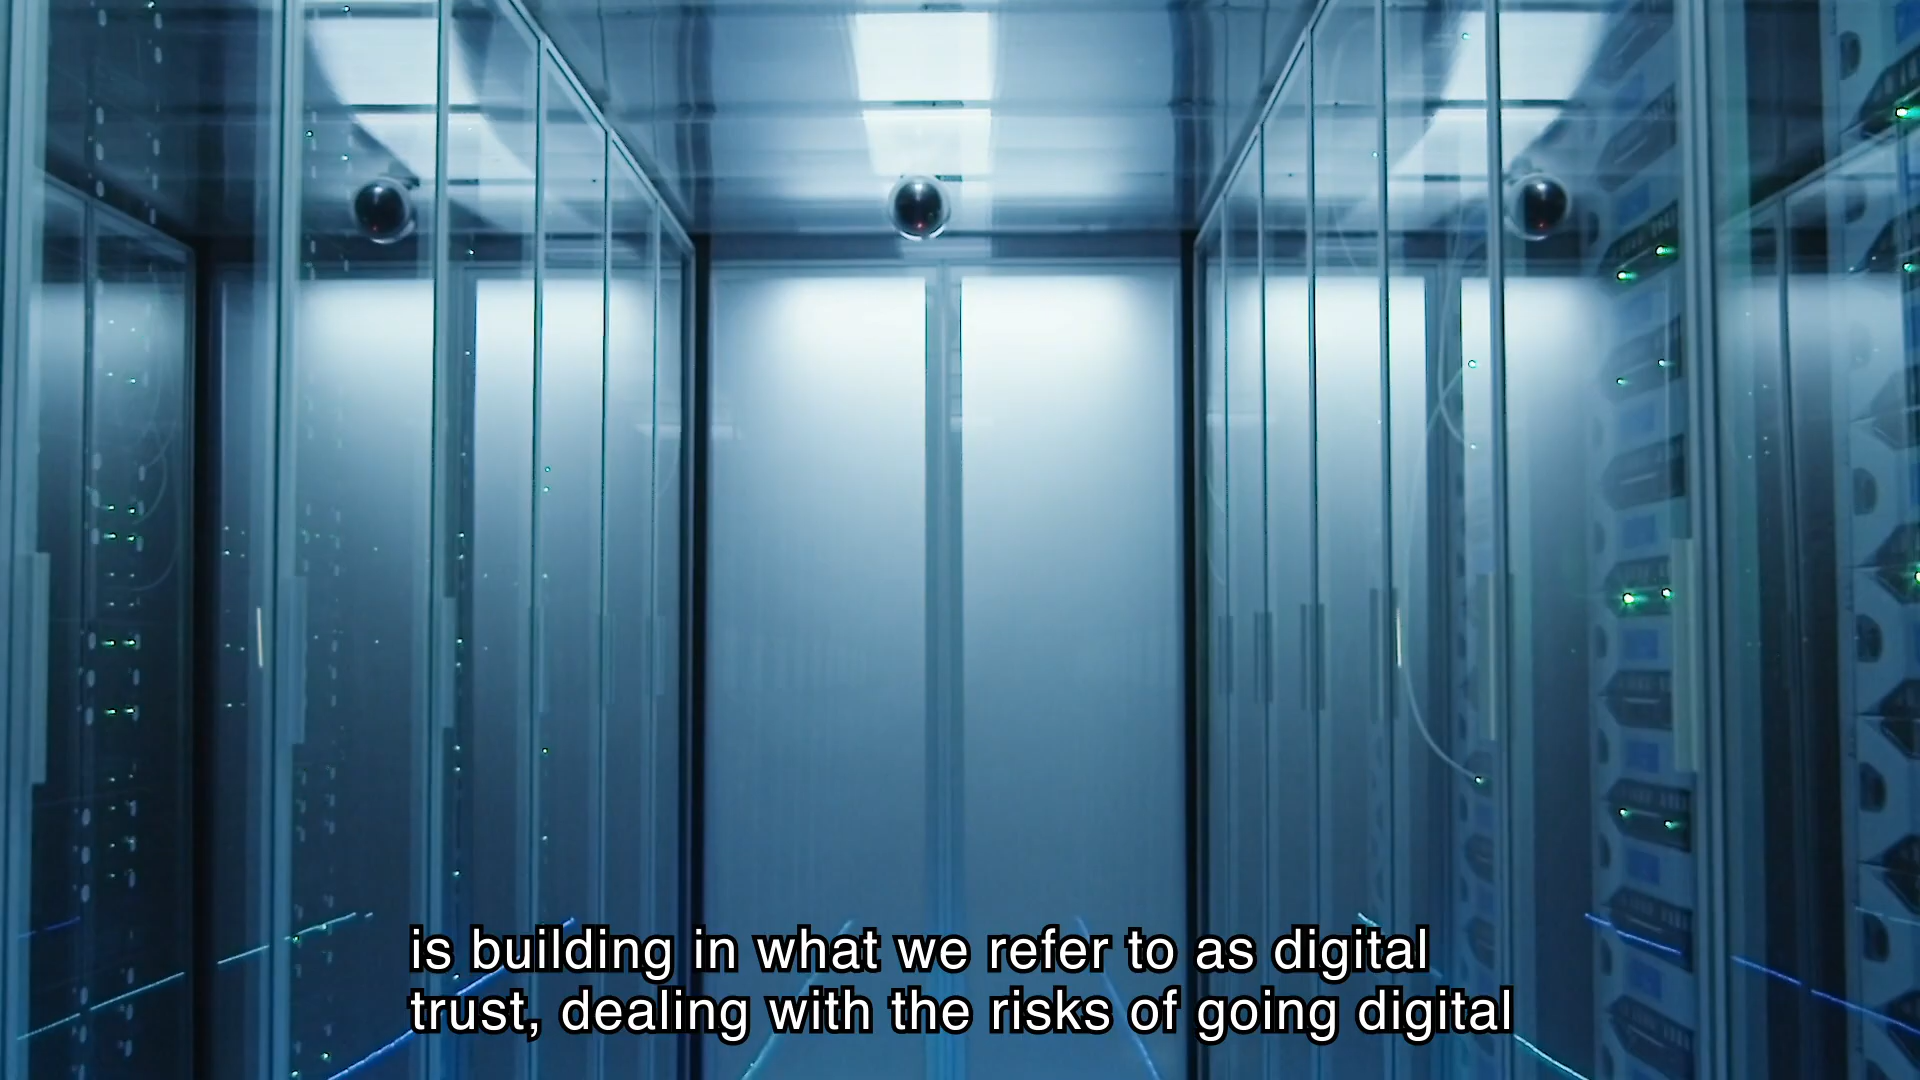 is building in what we refer to as digital
trust, dealing with the risks of going digital